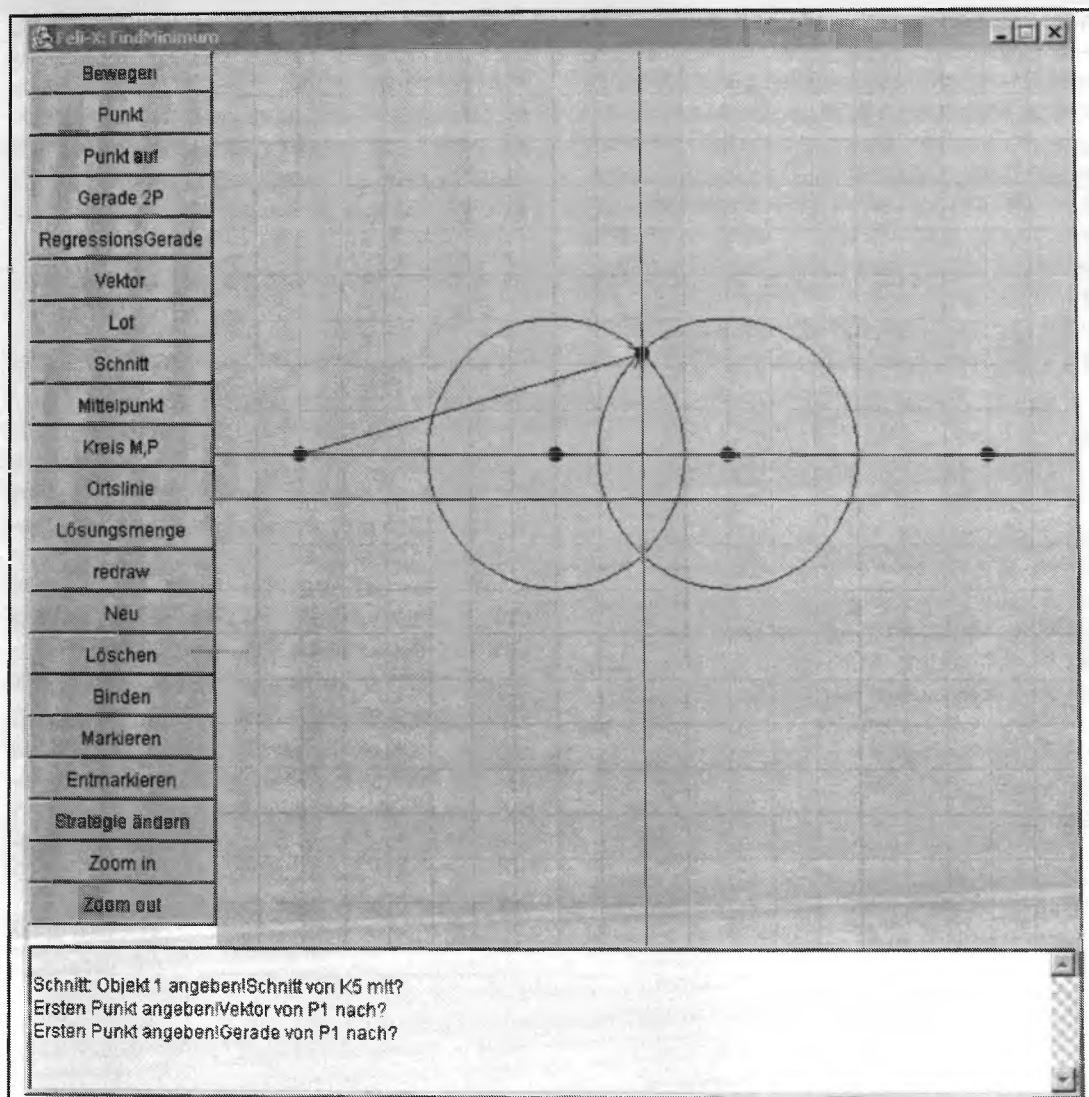 Feli-X: FindMinimum
Bewegen
Punkt
Punkt auf
Gerade 2P
RegressionsGerade
Vektor
Lot
Schnitt
Mittelpunkt
Kreis M,P
Ortslinie
Lösungsmenge
redraw
Neu
Löschen
Binden
Markieren
Entmarkieren
Strategie ändern
Zoom in
Zoom out
Schnitt: Objekt 1 angeben!Schnitt von K5 mit?
Ersten Punkt angeben!Vektor von P1 nach?
Ersten Punkt angeben!Gerade von P1 nach?